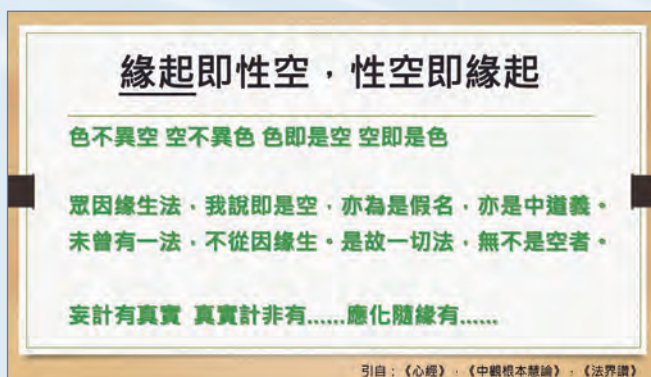 緣起即性空，性空即緣起
色不異空 空不異色 色即是空 空即是色
眾因緣生法，我說即是空，亦為是假名，亦是中道義。
未曾有一法，不從因緣生。是故一切法，無不是空者。
妄計有真實 真實計非有……應化隨緣有……
引自：《心經》，《中觀根本慧論》，《法界讚》